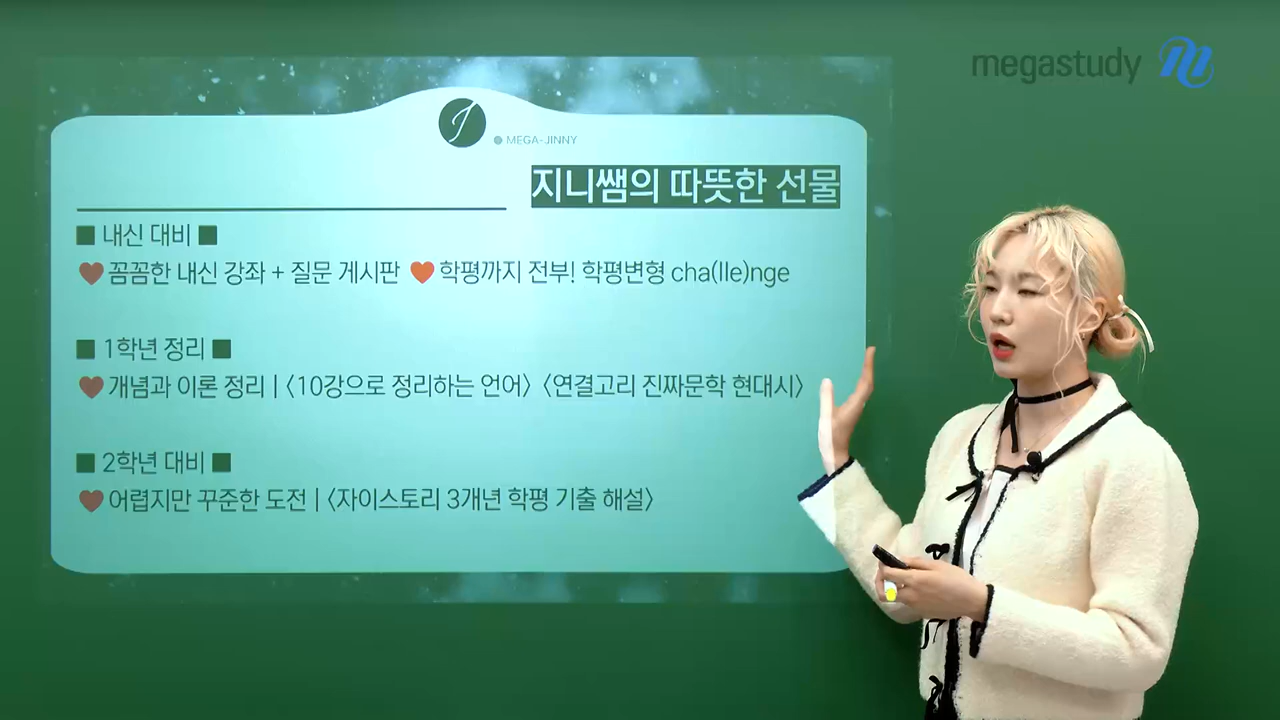 megastudy
MEGA-JINNY
지니쌤의 따뜻한 선물
■ 내신 대비 ■
♥ 꼼꼼한 내신 강좌 + 질문 게시판 ♥ 학평까지 전부! 학평변형 cha(lle)nge
■ 1학년 정리 ■
♥ 개념과 이론 정리 | 〈10강으로 정리하는 언어〉 〈연결고리 진짜문학 현대시〉
■ 2학년 대비 ■
♥ 어렵지만 꾸준한 도전 | 〈자이스토리 3개년 학평 기출 해설〉